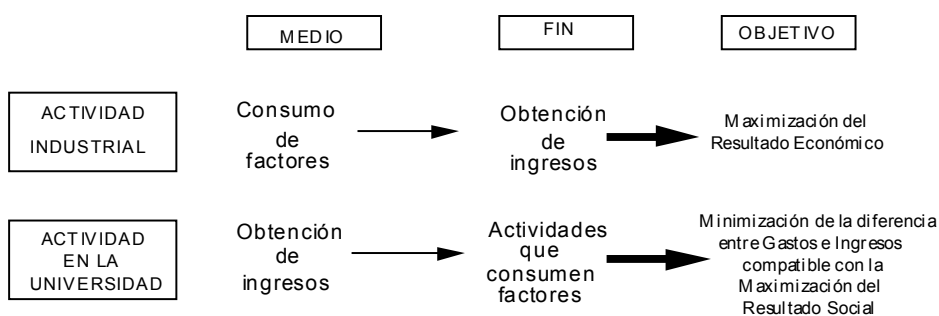 MEDIO
FIN
OBJETIVO
ACTIVIDAD
INDUSTRIAL
Consumo
de
factores
Obtención
de
ingresos
Maximización del
Resultado Económico
ACTIVIDAD
EN LA
UNIVERSIDAD
Obtención
de
ingresos
Actividades
que
consumen
factores
Minimización de la diferencia
entre Gastos e Ingresos
compatible con la
Maximización del
Resultado Social